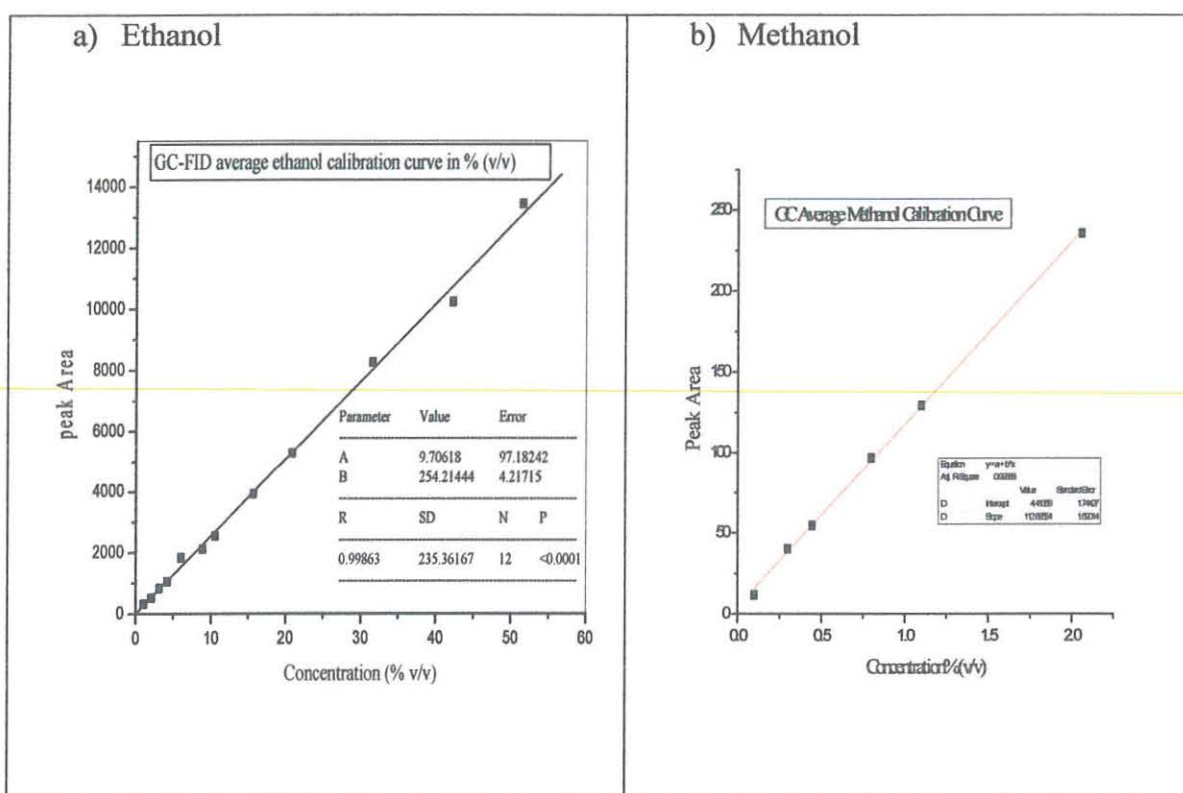 a) Ethanol
GC-FID average ethanol calibration curve in % (v/v)
14000
12000
10000
8000
6000
4000
2000
0
peak Area
Parameter Value Error
A 9.70618 97.18242
B 254.21444 4.21715
R SD N P
0.99863 235.36167 12 <0.0001
0 10 20 30 40 50 60
Concentration (% v/v)
b) Methanol
GC Average Methanol Calibration Curve
250
200
150
100
50
0
Peak Area
Equation y=a+b*x
Adj. R-Square
Value Standard Error
D Intercept
D Slope
0.0 0.5 1.0 1.5 2.0
Concentration%(v/v)